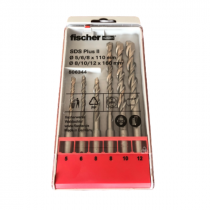 fischer
SDS Plus II
Ø 5/6/8 x 110 mm
Ø 8/10/12 x 160 mm
5 6 8 8 10 12